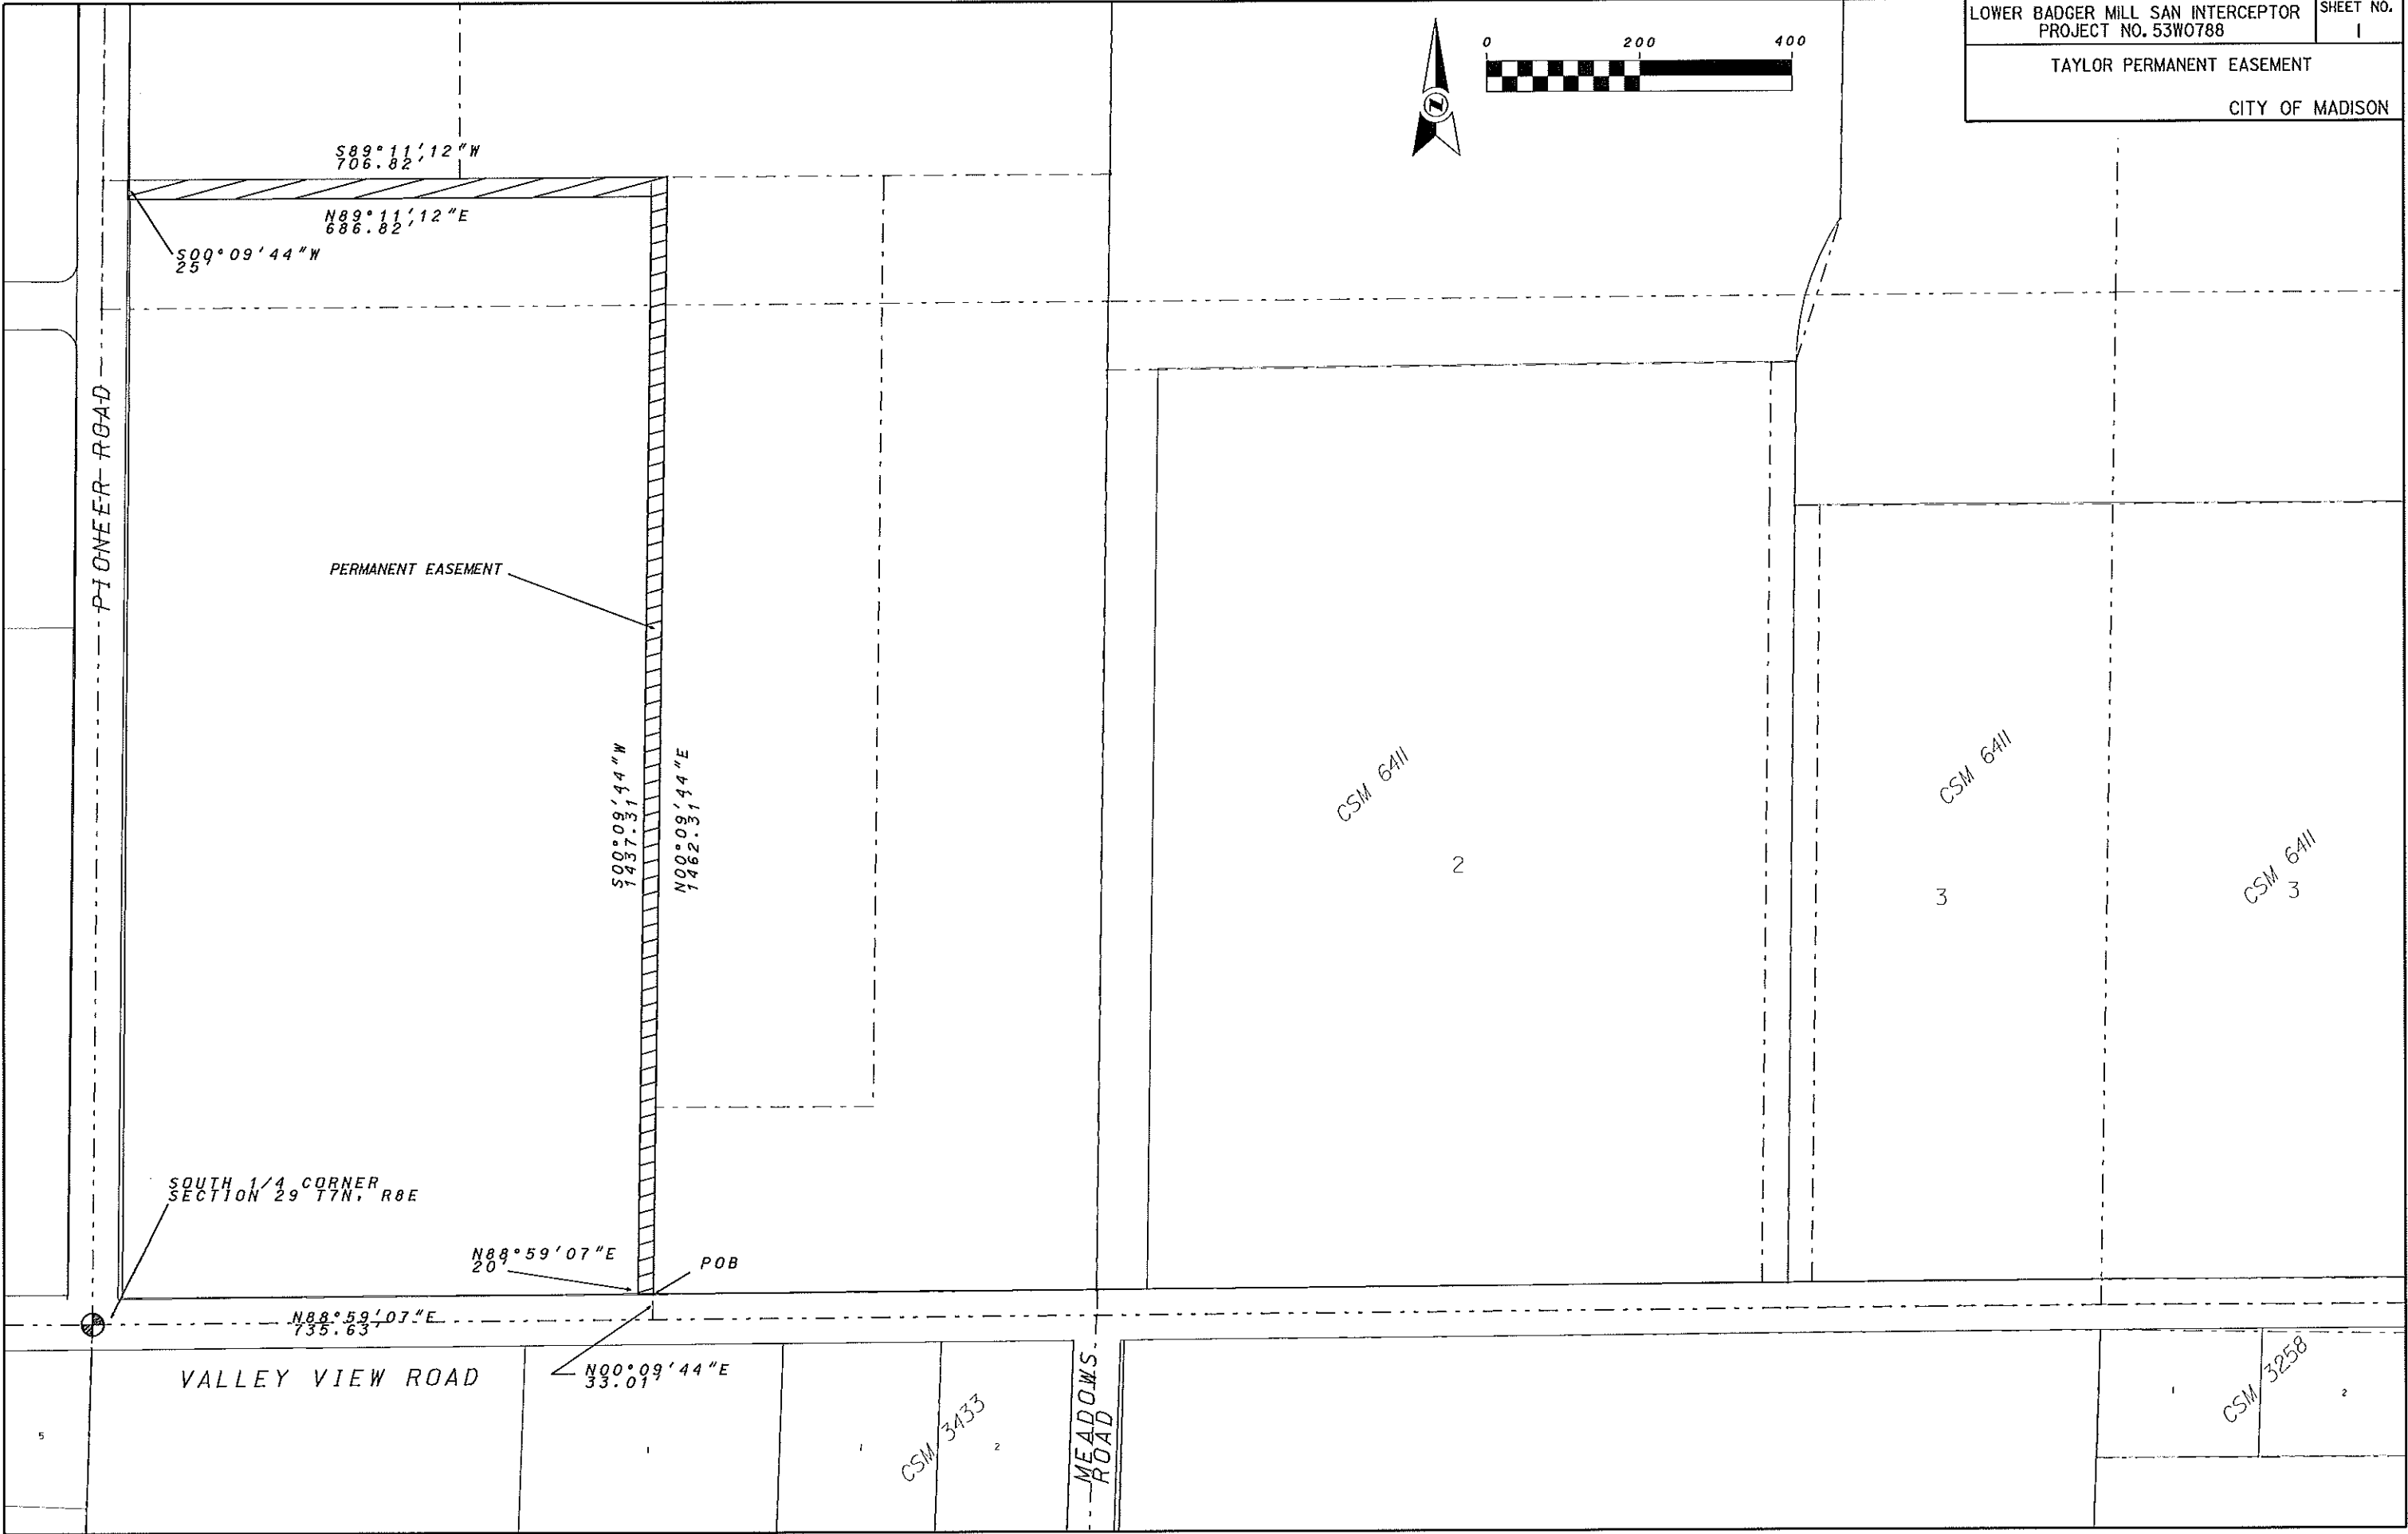 LOWER BADGER MILL SAN INTERCEPTOR
PROJECT NO. 53W0788
SHEET NO.
1
TAYLOR PERMANENT EASEMENT
CITY OF MADISON
0 200 400
S89°11'12"W
706.82'
N89°11'12"E
686.82'
S00°09'44"W
25'
PIONEER ROAD
PERMANENT EASEMENT
S00°09'44"W
1437.31'
N00°09'44"E
1462.31'
CSM 6411
2
CSM 6411
3
CSM 6411
3
SOUTH 1/4 CORNER
SECTION 29 T7N, R8E
N88°59'07"E
20'
POB
N88°59'07"E
735.63'
VALLEY VIEW ROAD
N00°09'44"E
33.01'
MEADOWS
ROAD
5
1
1
CSM 3433
2
1
CSM 3258
2